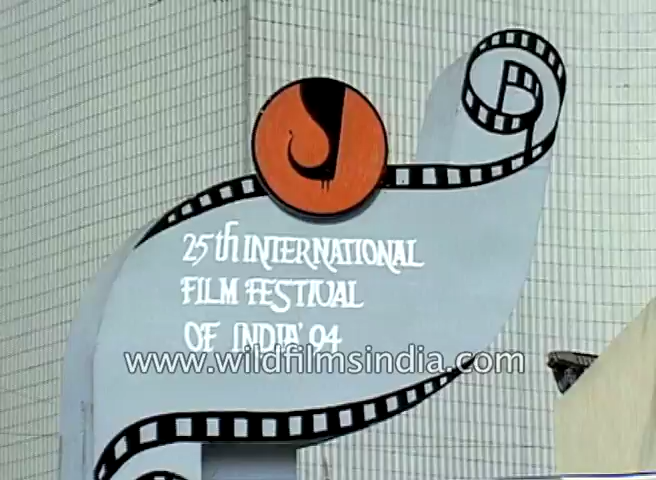 25th INTERNATIONAL
FILM FESTIVAL
OF INDIA' 94
www.wildfilmsindia.com